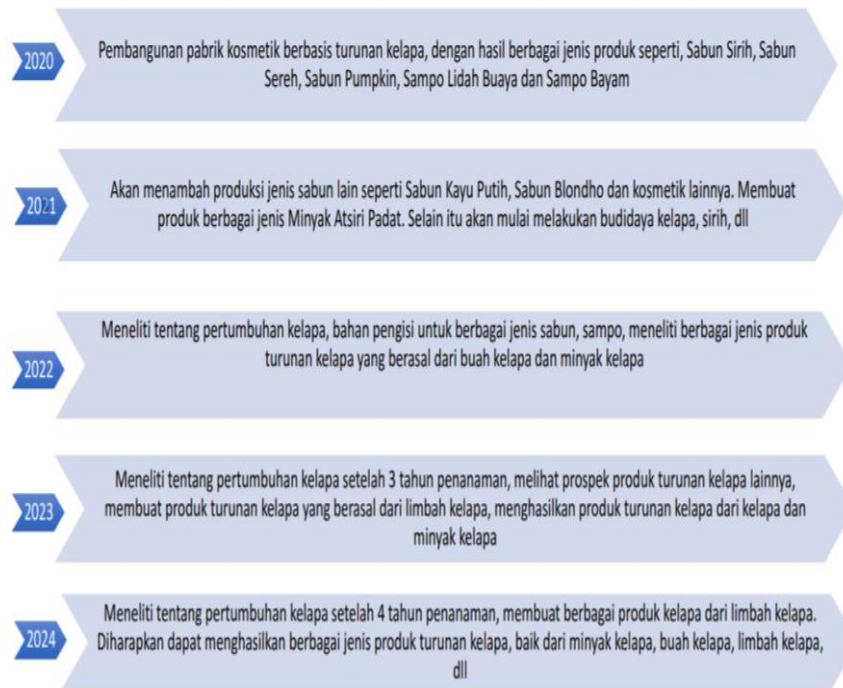 2020
Pembangunan pabrik kosmetik berbasis turunan kelapa, dengan hasil berbagai jenis produk seperti, Sabun Sirih, Sabun
Sereh, Sabun Pumpkin, Sampo Lidah Buaya dan Sampo Bayam
2021
Akan menambah produksi jenis sabun lain seperti Sabun Kayu Putih, Sabun Blondho dan kosmetik lainnya. Membuat
produk berbagai jenis Minyak Atsiri Padat. Selain itu akan mulai melakukan budidaya kelapa, sirih, dll
2022
Meneliti tentang pertumbuhan kelapa, bahan pengisi untuk berbagai jenis sabun, sampo, meneliti berbagai jenis produk
turunan kelapa yang berasal dari buah kelapa dan minyak kelapa
2023
Meneliti tentang pertumbuhan kelapa setelah 3 tahun penanaman, melihat prospek produk turunan kelapa lainnya,
membuat produk turunan kelapa yang berasal dari limbah kelapa, menghasilkan produk turunan kelapa dari kelapa dan
minyak kelapa
2024
Meneliti tentang pertumbuhan kelapa setelah 4 tahun penanaman, membuat berbagai produk kelapa dari limbah kelapa.
Diharapkan dapat menghasilkan berbagai jenis produk turunan kelapa, baik dari minyak kelapa, buah kelapa, limbah kelapa,
dll